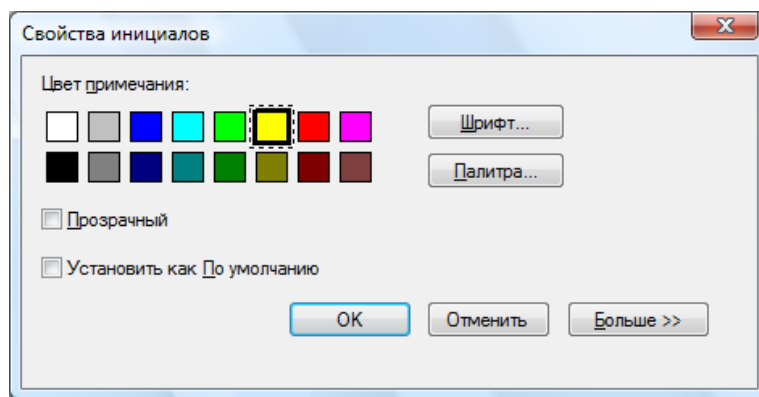 Свойства инициалов
Цвет примечания:
Шрифт...
Палитра...
Прозрачный
Установить как По умолчанию
OK Отменить Больше >>